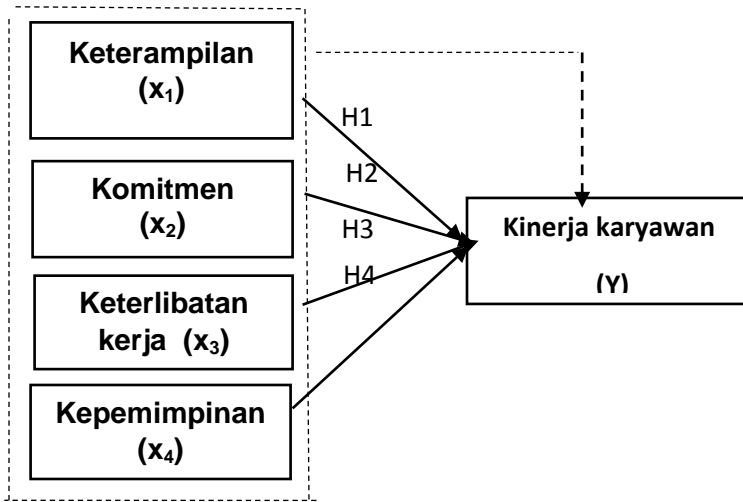 Keterampilan
(x₁)
H1
H2
Komitmen
(x₂)
H3
Kinerja karyawan
(Y)
H4
Keterlibatan
kerja (x₃)
Kepemimpinan
(x₄)